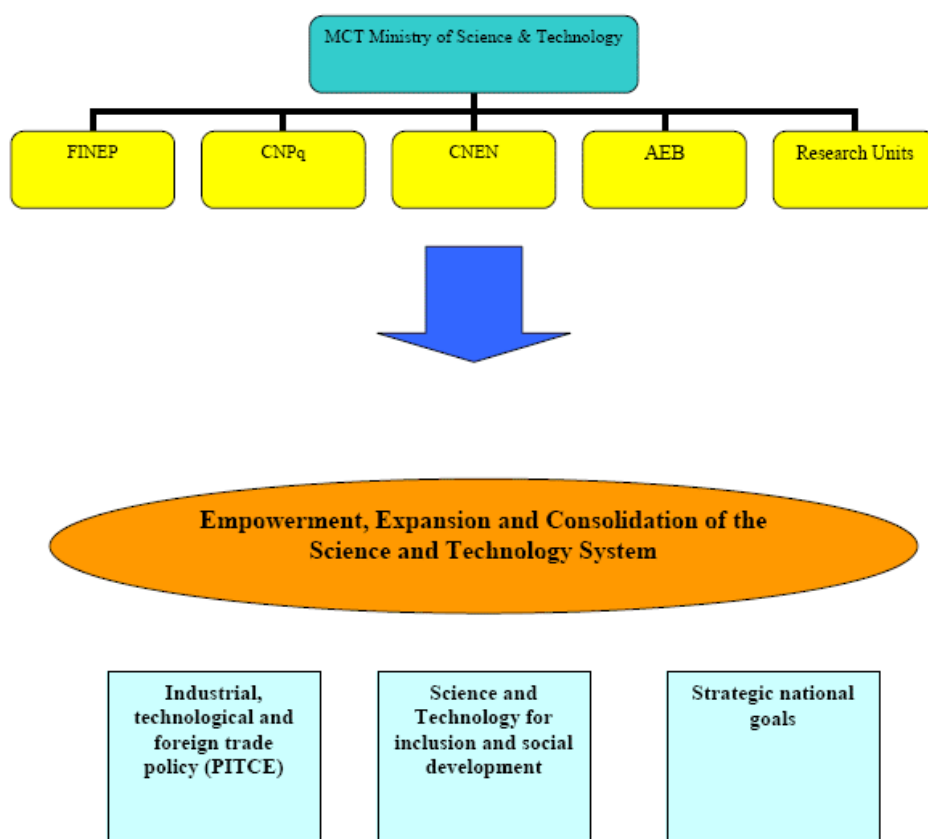 MCT Ministry of Science & Technology
FINEP
CNPq
CNEN
AEB
Research Units
Empowerment, Expansion and Consolidation of the
Science and Technology System
Industrial,
technological and
foreign trade
policy (PITCE)
Science and
Technology for
inclusion and social
development
Strategic national
goals